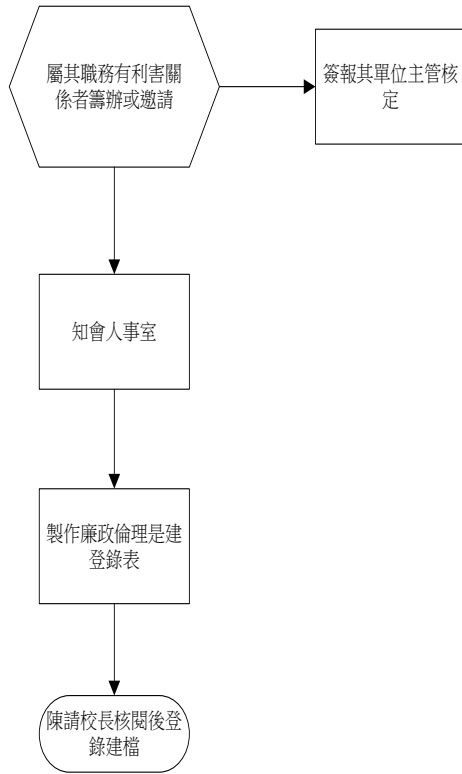 屬其職務有利害關
係者籌辦或邀請
簽報其單位主管核
定
知會人事室
製作廉政倫理是建
登錄表
陳請校長核閱後登
錄建檔